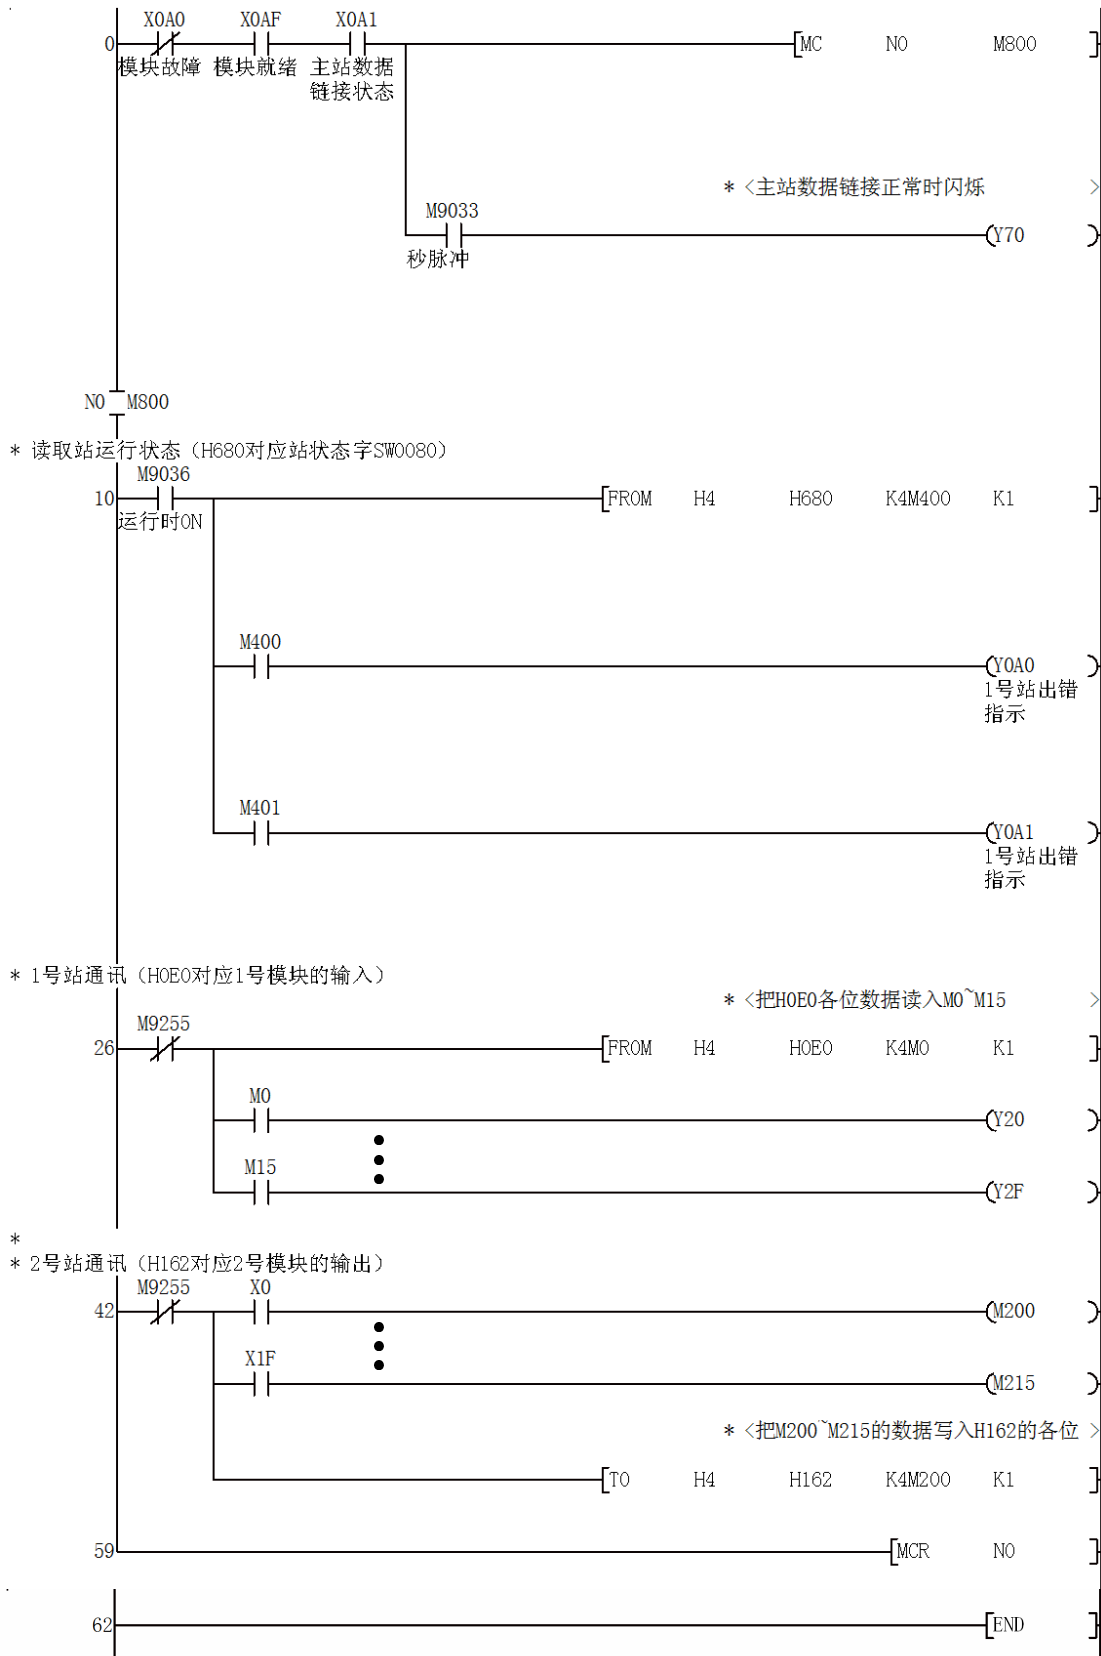 X0A0 X0AF X0A1
0 [MC N0 M800 ]
模块故障 模块就绪 主站数据
链接状态
* <主站数据链接正常时闪烁 >
M9033
(Y70 )
秒脉冲
N0 M800
* 读取站运行状态（H680对应站状态字SW0080）
M9036
10 [FROM H4 H680 K4M400 K1 ]
运行时ON
M400
(Y0A0 )
1号站出错
指示
M401
(Y0A1 )
1号站出错
指示
* 1号站通讯（H0E0对应1号模块的输入）
* <把H0E0各位数据读入M0~M15 >
M9255
26 [FROM H4 H0E0 K4M0 K1 ]
M0
(Y20 )
M15
(Y2F )
*
* 2号站通讯（H162对应2号模块的输出）
M9255 X0
42 (M200 )
X1F
(M215 )
* <把M200~M215的数据写入H162的各位 >
[TO H4 H162 K4M200 K1 ]
59 [MCR N0 ]
62 [END ]